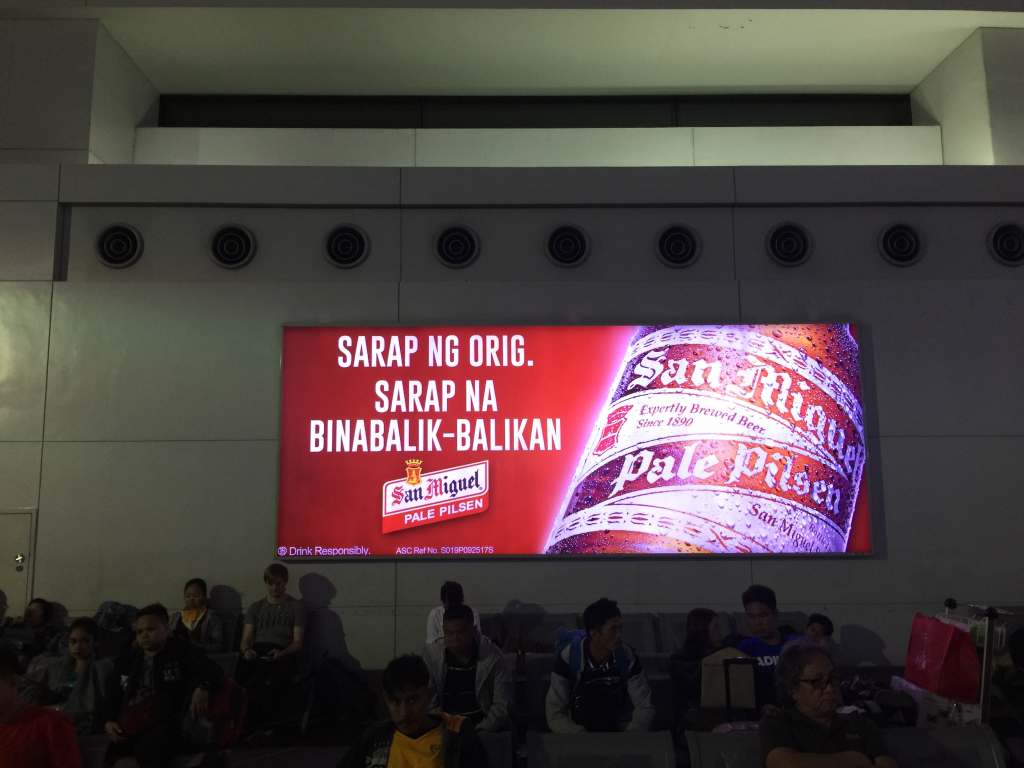 SARAP NG ORIG.
SARAP NA
BINABALIK-BALIKAN
San Miguel
PALE PILSEN
Drink Responsibly.
ASC Ref No. S019P092517S
San Miguel
Expertly Brewed Beer
Since 1890
Pale Pilsen
San Miguel
ADI